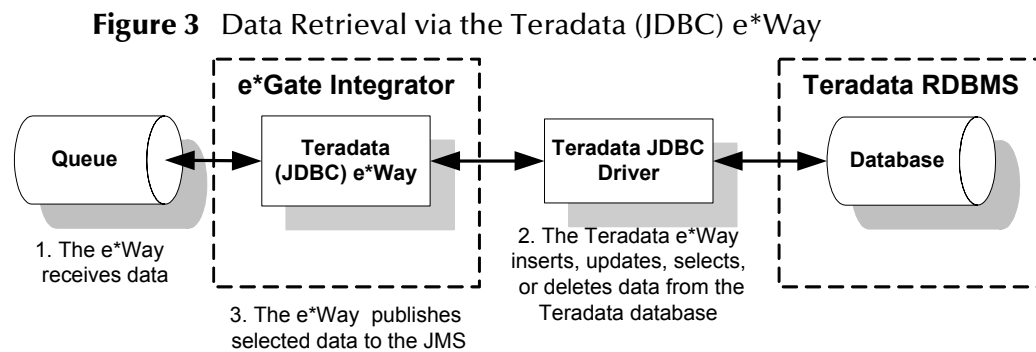 Figure 3 Data Retrieval via the Teradata (JDBC) e*Way
e*Gate Integrator
Teradata RDBMS
Queue
Teradata
(JDBC) e*Way
Teradata JDBC
Driver
Database
1. The e*Way
receives data
2. The Teradata e*Way
inserts, updates, selects,
or deletes data from the
Teradata database
3. The e*Way publishes
selected data to the JMS